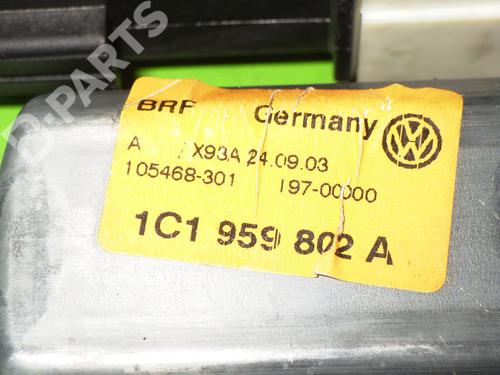 D-PARTS
BRF Germany
A X93A 24.09.03
105468-301 197-00000
1C1 959 802 A